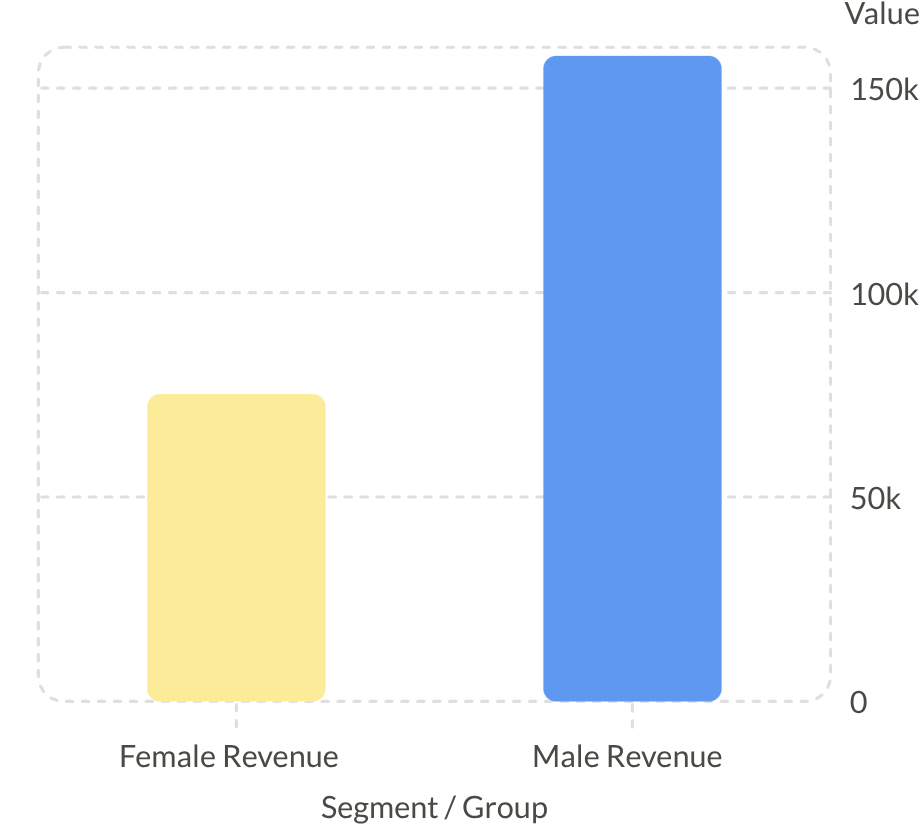 Value
150k
100k
50k
0
Female Revenue
Male Revenue
Segment / Group